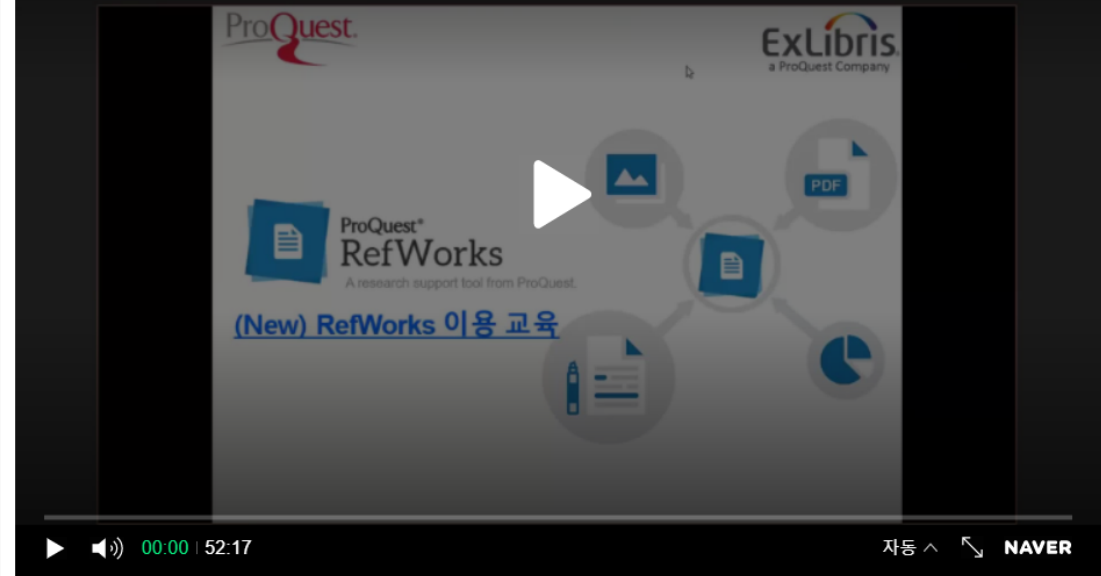 ProQuest.
ExLibris.
a ProQuest Company
PDF
ProQuest®
RefWorks
A research support tool from ProQuest.
(New) RefWorks 이용 교육
00:00 | 52:17
자동
NAVER